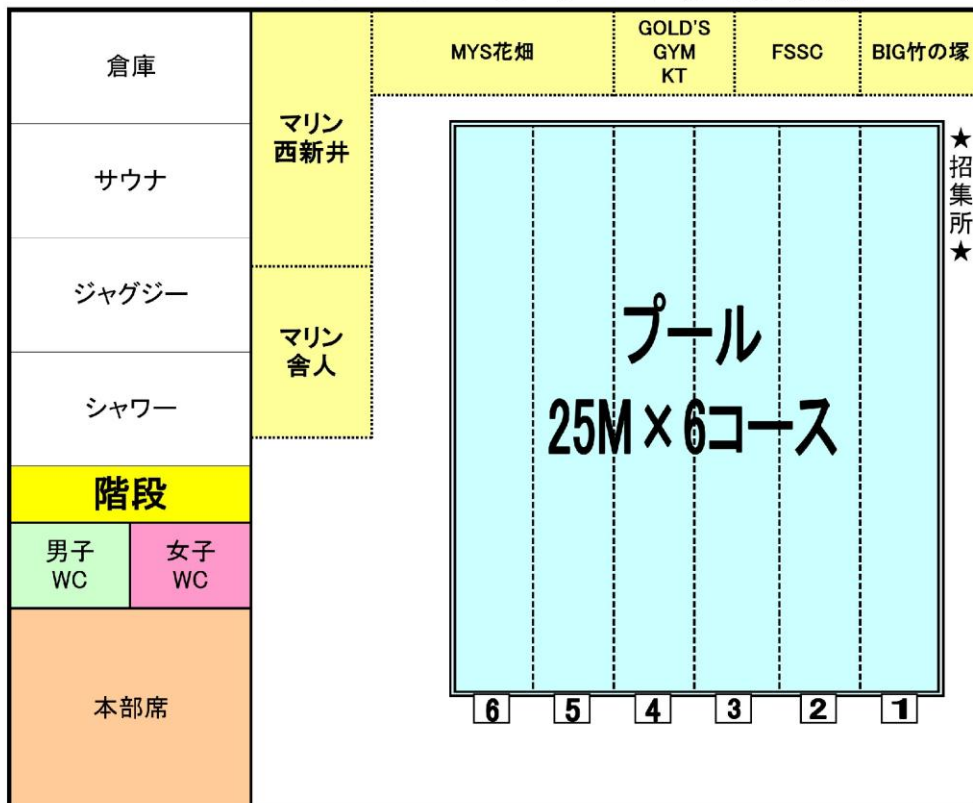 倉庫
サウナ
ジャグジー
シャワー
階段
男子
WC
女子
WC
本部席
マリン
西新井
マリン
舎人
MYS花畑
GOLD'S
GYM
KT
FSSC
BIG竹の塚
★招集所★
プール
25M×6コース
6
5
4
3
2
1